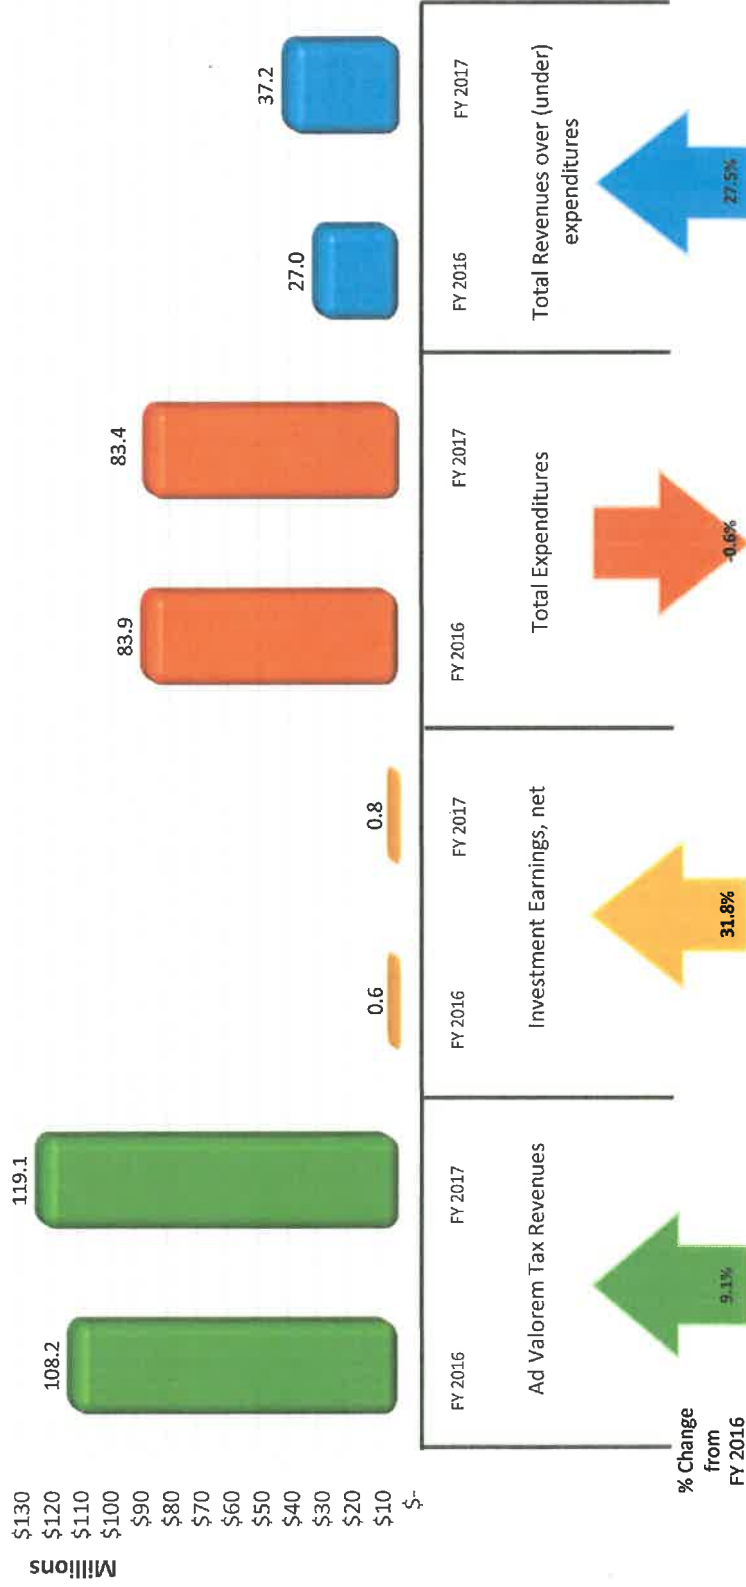 Millions
$130
$120
$110
$100
$90
$80
$70
$60
$50
$40
$30
$20
$10
$-
108.2
119.1
0.6
0.8
83.9
83.4
27.0
37.2
FY 2016
FY 2017
FY 2016
FY 2017
FY 2016
FY 2017
FY 2016
FY 2017
Ad Valorem Tax Revenues
Investment Earnings, net
Total Expenditures
Total Revenues over (under)
expenditures
% Change
from
FY 2016
9.1%
31.8%
-0.6%
27.5%